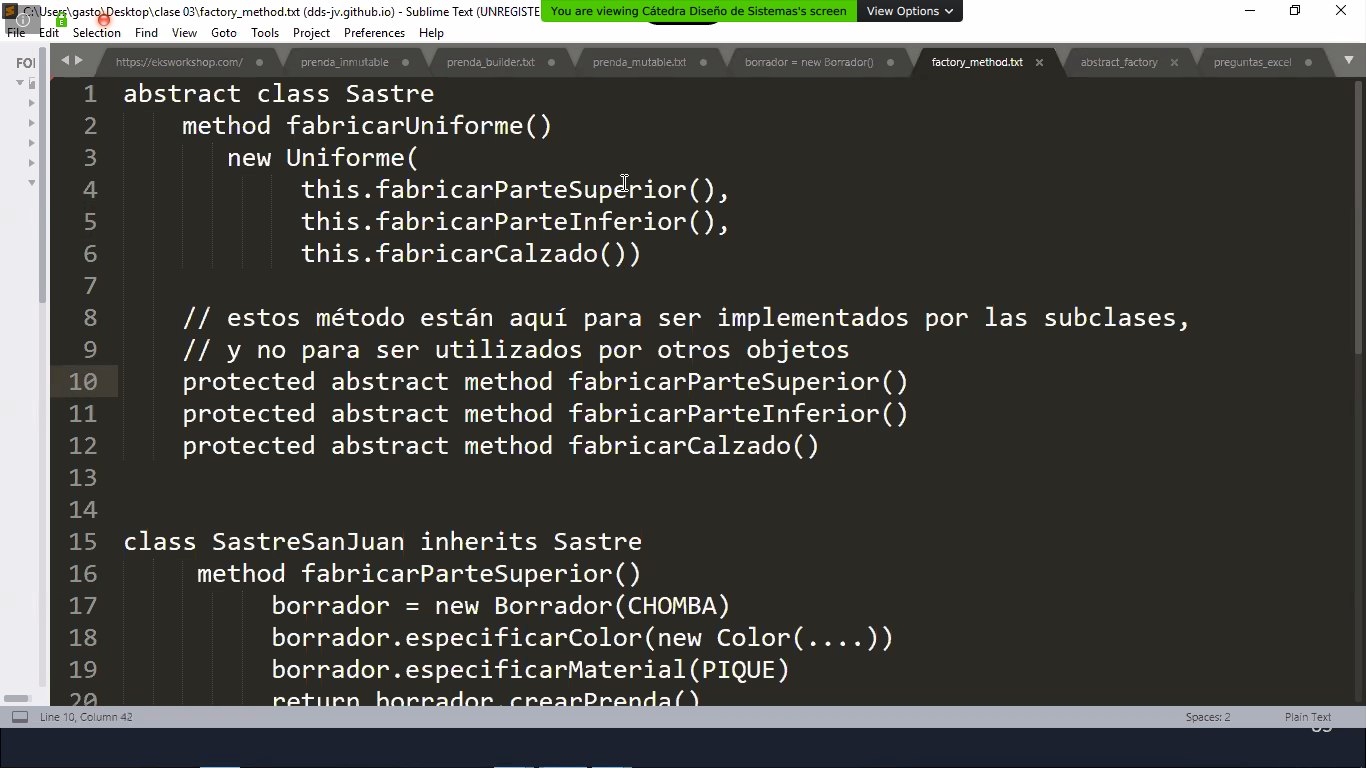 C:\Users\gasto\Desktop\clase 03\factory_method.txt (dds-jv.github.io) - Sublime Text (UNREGISTE
You are viewing Cátedra Diseño de Sistemas's screen
View Options
File Edit Selection Find View Goto Tools Project Preferences Help
FOI
https://eksworkshop.com/ prenda_inmutable prenda_builder.txt prenda_mutable.txt borrador = new Borrador() factory_method.txt abstract_factory preguntas_excel
1 abstract class Sastre
2 method fabricarUniforme()
3 new Uniforme(
4 this.fabricarParteSuperior(),
5 this.fabricarParteInferior(),
6 this.fabricarCalzado())
7
8 // estos método están aquí para ser implementados por las subclases,
9 // y no para ser utilizados por otros objetos
10 protected abstract method fabricarParteSuperior()
11 protected abstract method fabricarParteInferior()
12 protected abstract method fabricarCalzado()
13
14
15 class SastreSanJuan inherits Sastre
16 method fabricarParteSuperior()
17 borrador = new Borrador(CHOMBA)
18 borrador.especificarColor(new Color(....))
19 borrador.especificarMaterial(PIQUE)
20 return borrador.crearPrenda()
Line 10, Column 42
Spaces: 2
Plain Text